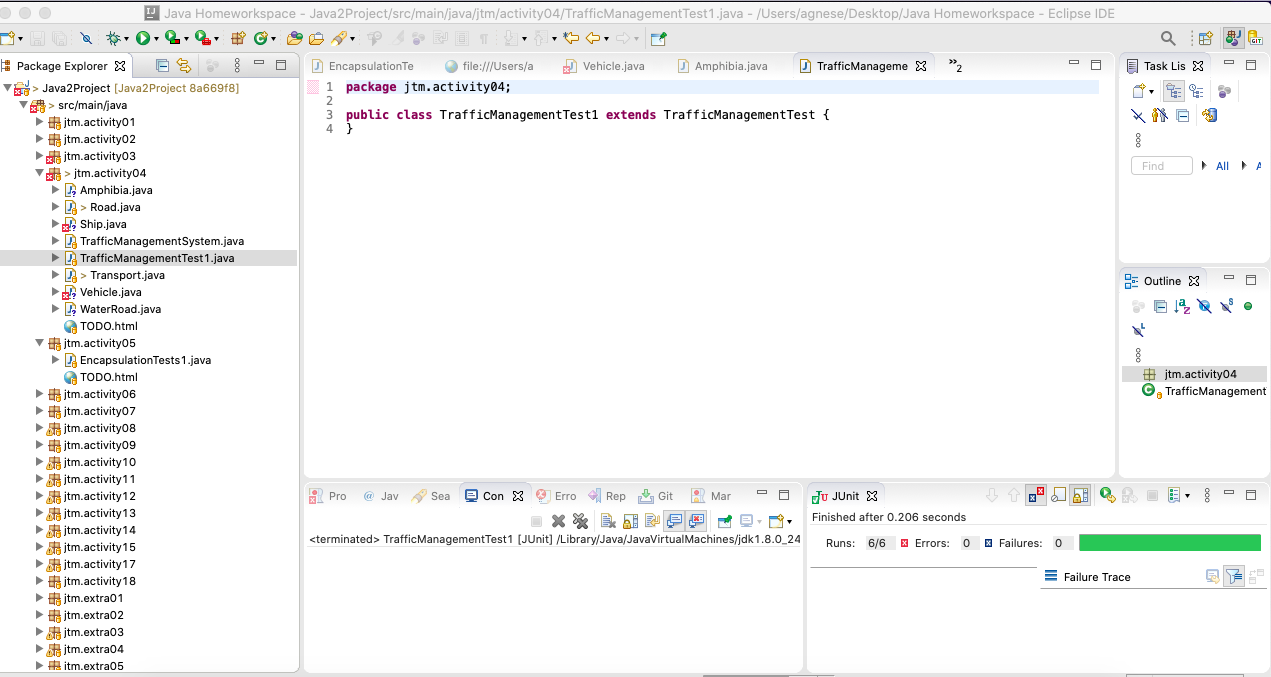 Java Homeworkspace - Java2Project/src/main/java/jtm/activity04/TrafficManagementTest1.java - /Users/agnese/Desktop/Java Homeworkspace - Eclipse IDE
Package Explorer
> Java2Project [Java2Project 8a669f8]
> src/main/java
jtm.activity01
jtm.activity02
jtm.activity03
> jtm.activity04
Amphibia.java
> Road.java
Ship.java
TrafficManagementSystem.java
TrafficManagementTest1.java
> Transport.java
Vehicle.java
WaterRoad.java
TODO.html
jtm.activity05
EncapsulationTests1.java
TODO.html
jtm.activity06
jtm.activity07
jtm.activity08
jtm.activity09
jtm.activity10
jtm.activity11
jtm.activity12
jtm.activity13
jtm.activity14
jtm.activity15
jtm.activity17
jtm.activity18
jtm.extra01
jtm.extra02
jtm.extra03
jtm.extra04
jtm.extra05
EncapsulationTe file:///Users/a Vehicle.java Amphibia.java TrafficManageme »2
1 package jtm.activity04;
2
3 public class TrafficManagementTest1 extends TrafficManagementTest {
4 }
Task Lis
Find All A
Outline
jtm.activity04
TrafficManagement
Pro @ Jav Sea Con Erro Rep Git Mar
<terminated> TrafficManagementTest1 [JUnit] /Library/Java/JavaVirtualMachines/jdk1.8.0_24
JUnit
Finished after 0.206 seconds
Runs: 6/6 Errors: 0 Failures: 0
Failure Trace